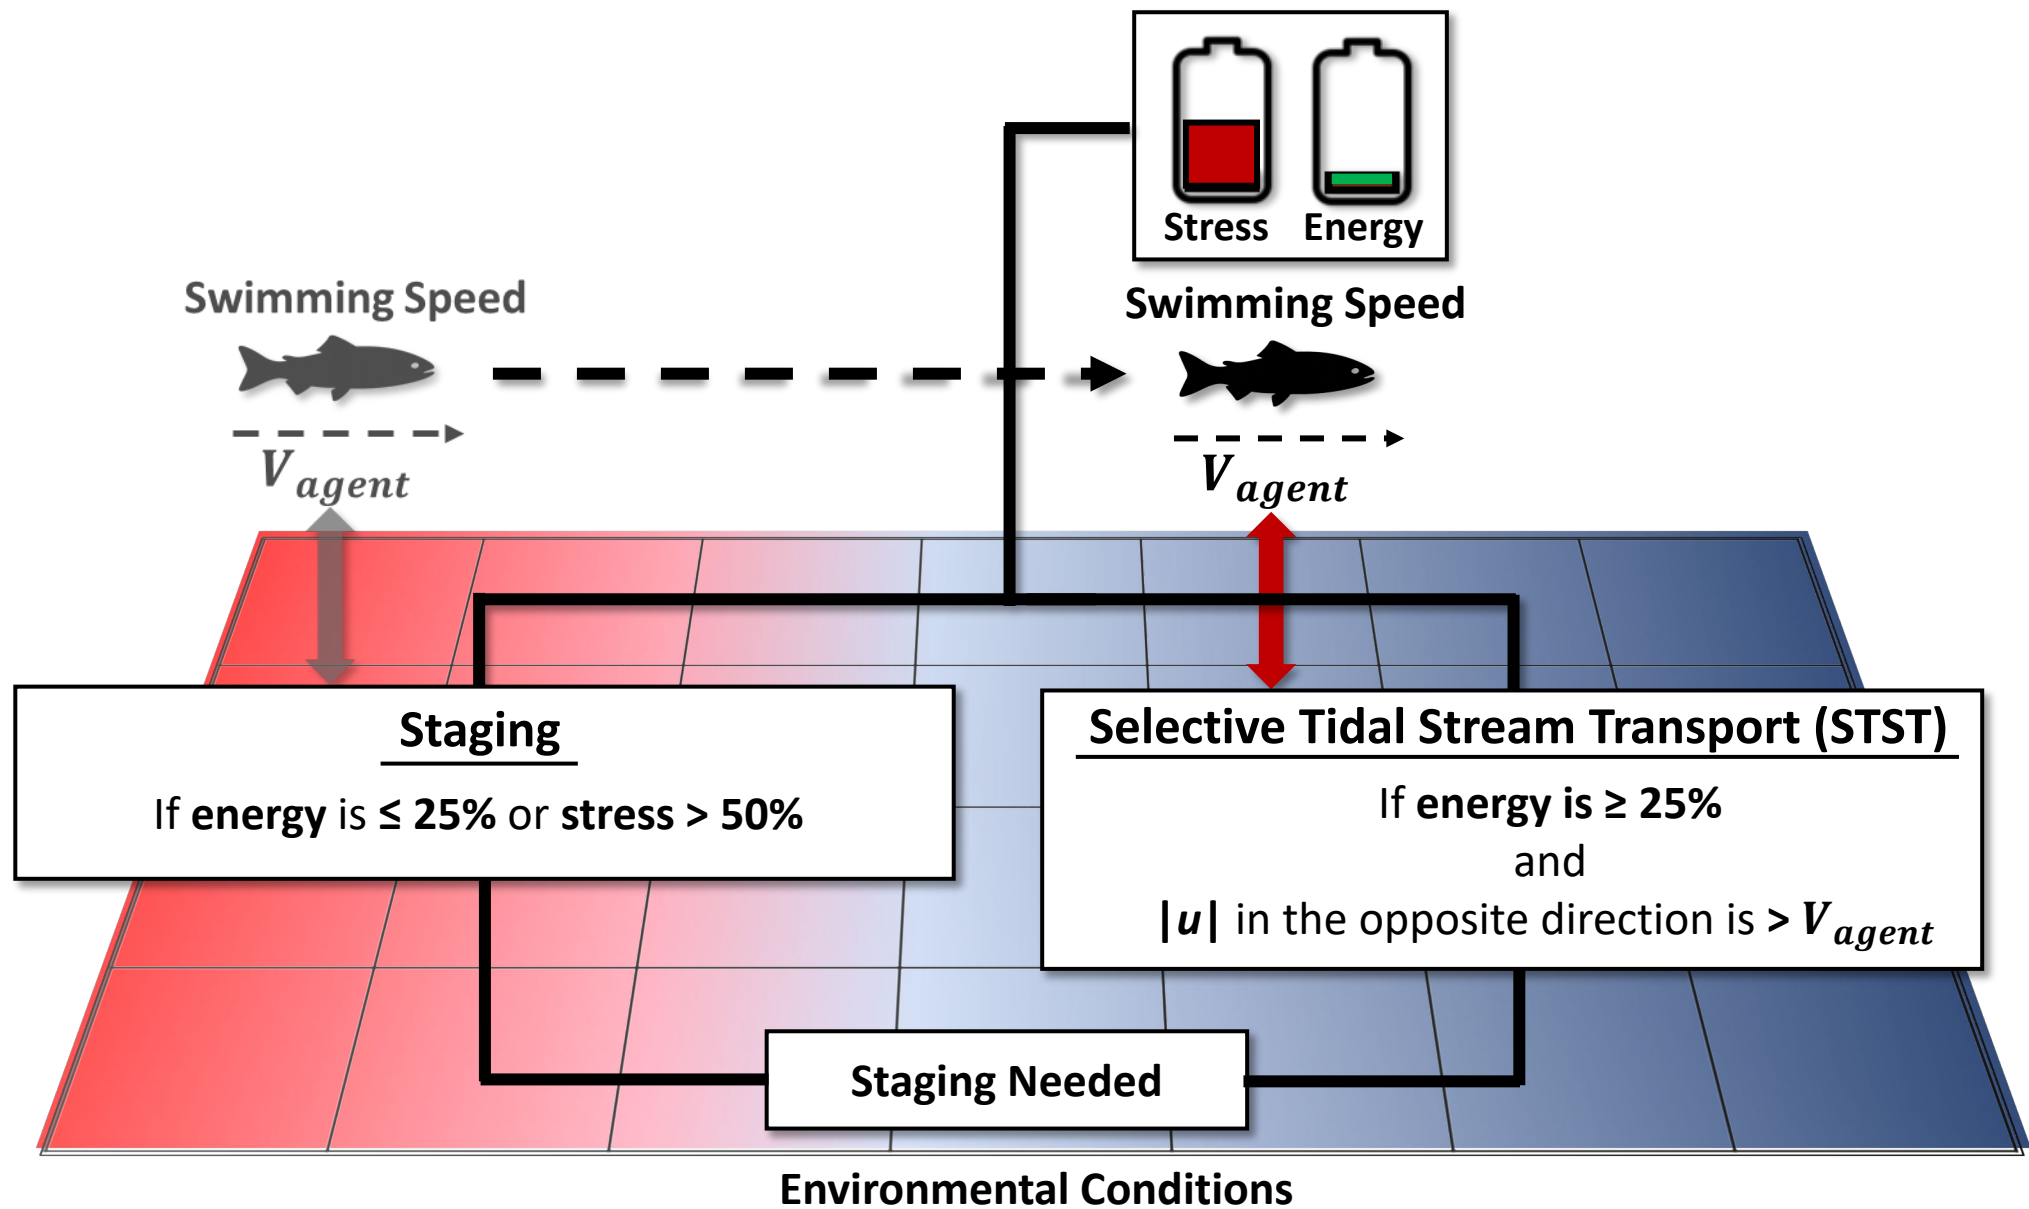 Stress Energy
Swimming Speed
Swimming Speed
V_agent
V_agent
Staging
If energy is ≤ 25% or stress > 50%
Selective Tidal Stream Transport (STST)
If energy is ≥ 25%
and
|u| in the opposite direction is > V_agent
Staging Needed
Environmental Conditions